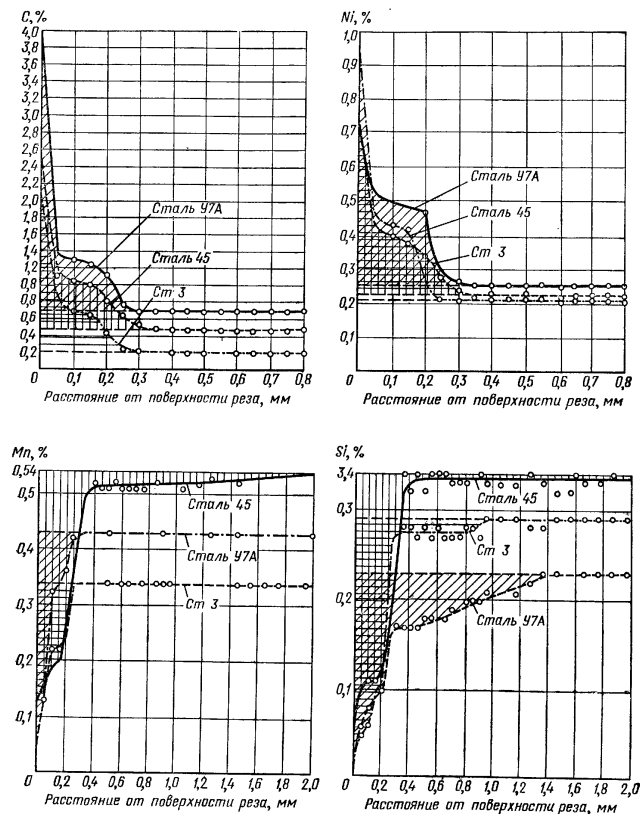 C, %
4,0
3,8
3,6
3,4
3,2
3,0
2,8
2,6
2,4
2,2
2,0
1,8
1,6
1,4
1,2
1,0
0,8
0,6
0,4
0,2
Сталь У7А
Сталь 45
Ст 3
0 0,1 0,2 0,3 0,4 0,5 0,6 0,7 0,8
Расстояние от поверхности реза, мм
Ni, %
1,0
0,9
0,8
0,7
0,6
0,5
0,4
0,3
0,2
0,1
Сталь У7А
Сталь 45
Ст 3
0 0,1 0,2 0,3 0,4 0,5 0,6 0,7 0,8
Расстояние от поверхности реза, мм
Mn, %
0,54
0,5
0,4
0,3
0,2
0,1
Сталь 45
Сталь У7А
Ст 3
0 0,2 0,4 0,6 0,8 1,0 1,2 1,4 1,6 2,0
Расстояние от поверхности реза, мм
Si, %
3,4
0,3
0,2
0,1
Сталь 45
Ст 3
Сталь У7А
0 0,2 0,4 0,6 0,8 1,0 1,2 1,4 1,6 1,8 2,0
Расстояние от поверхности реза, мм